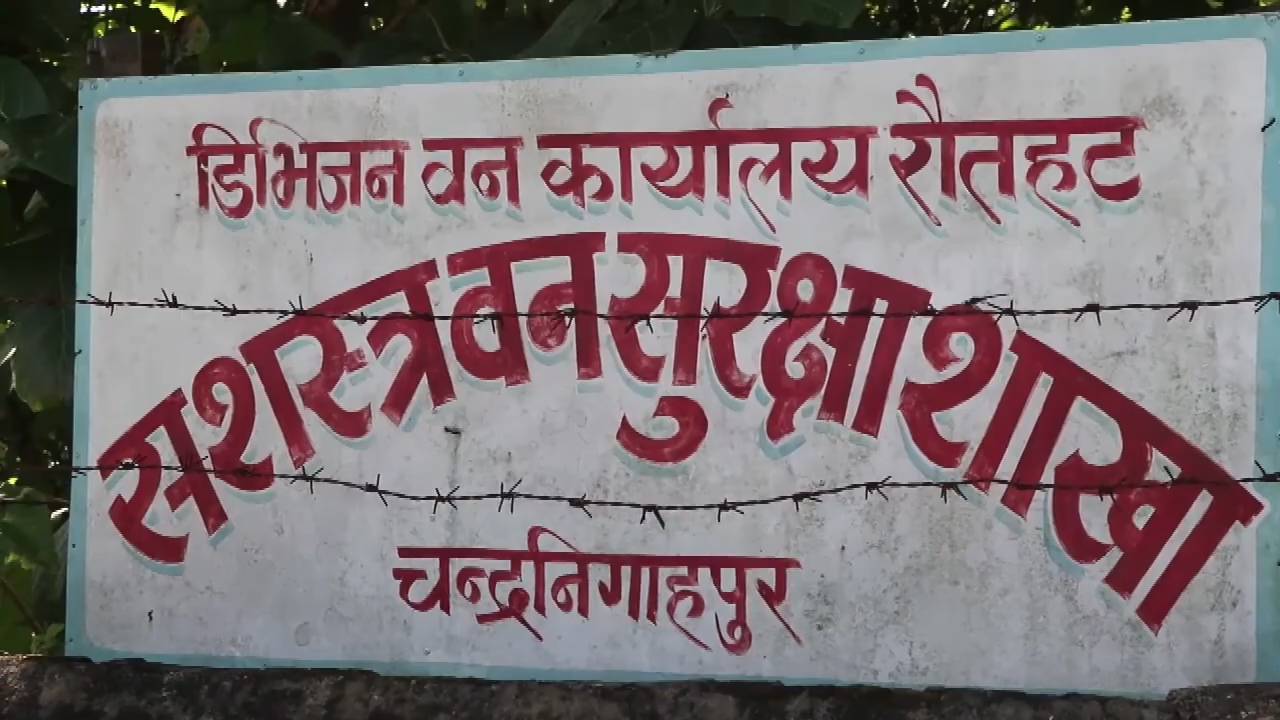 डिभिजन वन कार्यालय रौतहट
सशस्त्र वन सुरक्षा शाखा
चन्द्रनिगाहपुर